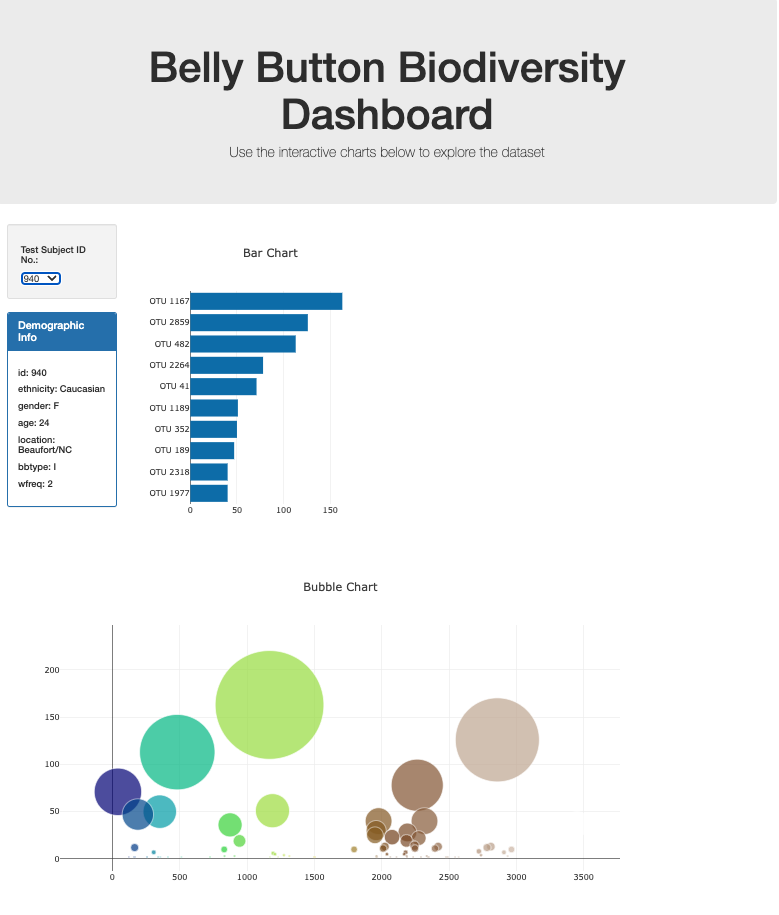 Belly Button Biodiversity
Dashboard
Use the interactive charts below to explore the dataset
Test Subject ID
No.:
940
Demographic
Info
id: 940
ethnicity: Caucasian
gender: F
age: 24
location:
Beaufort/NC
bbtype: I
wfreq: 2
Bar Chart
OTU 1167
OTU 2859
OTU 482
OTU 2264
OTU 41
OTU 1189
OTU 352
OTU 189
OTU 2318
OTU 1977
0 50 100 150
Bubble Chart
200
150
100
50
0
0 500 1000 1500 2000 2500 3000 3500